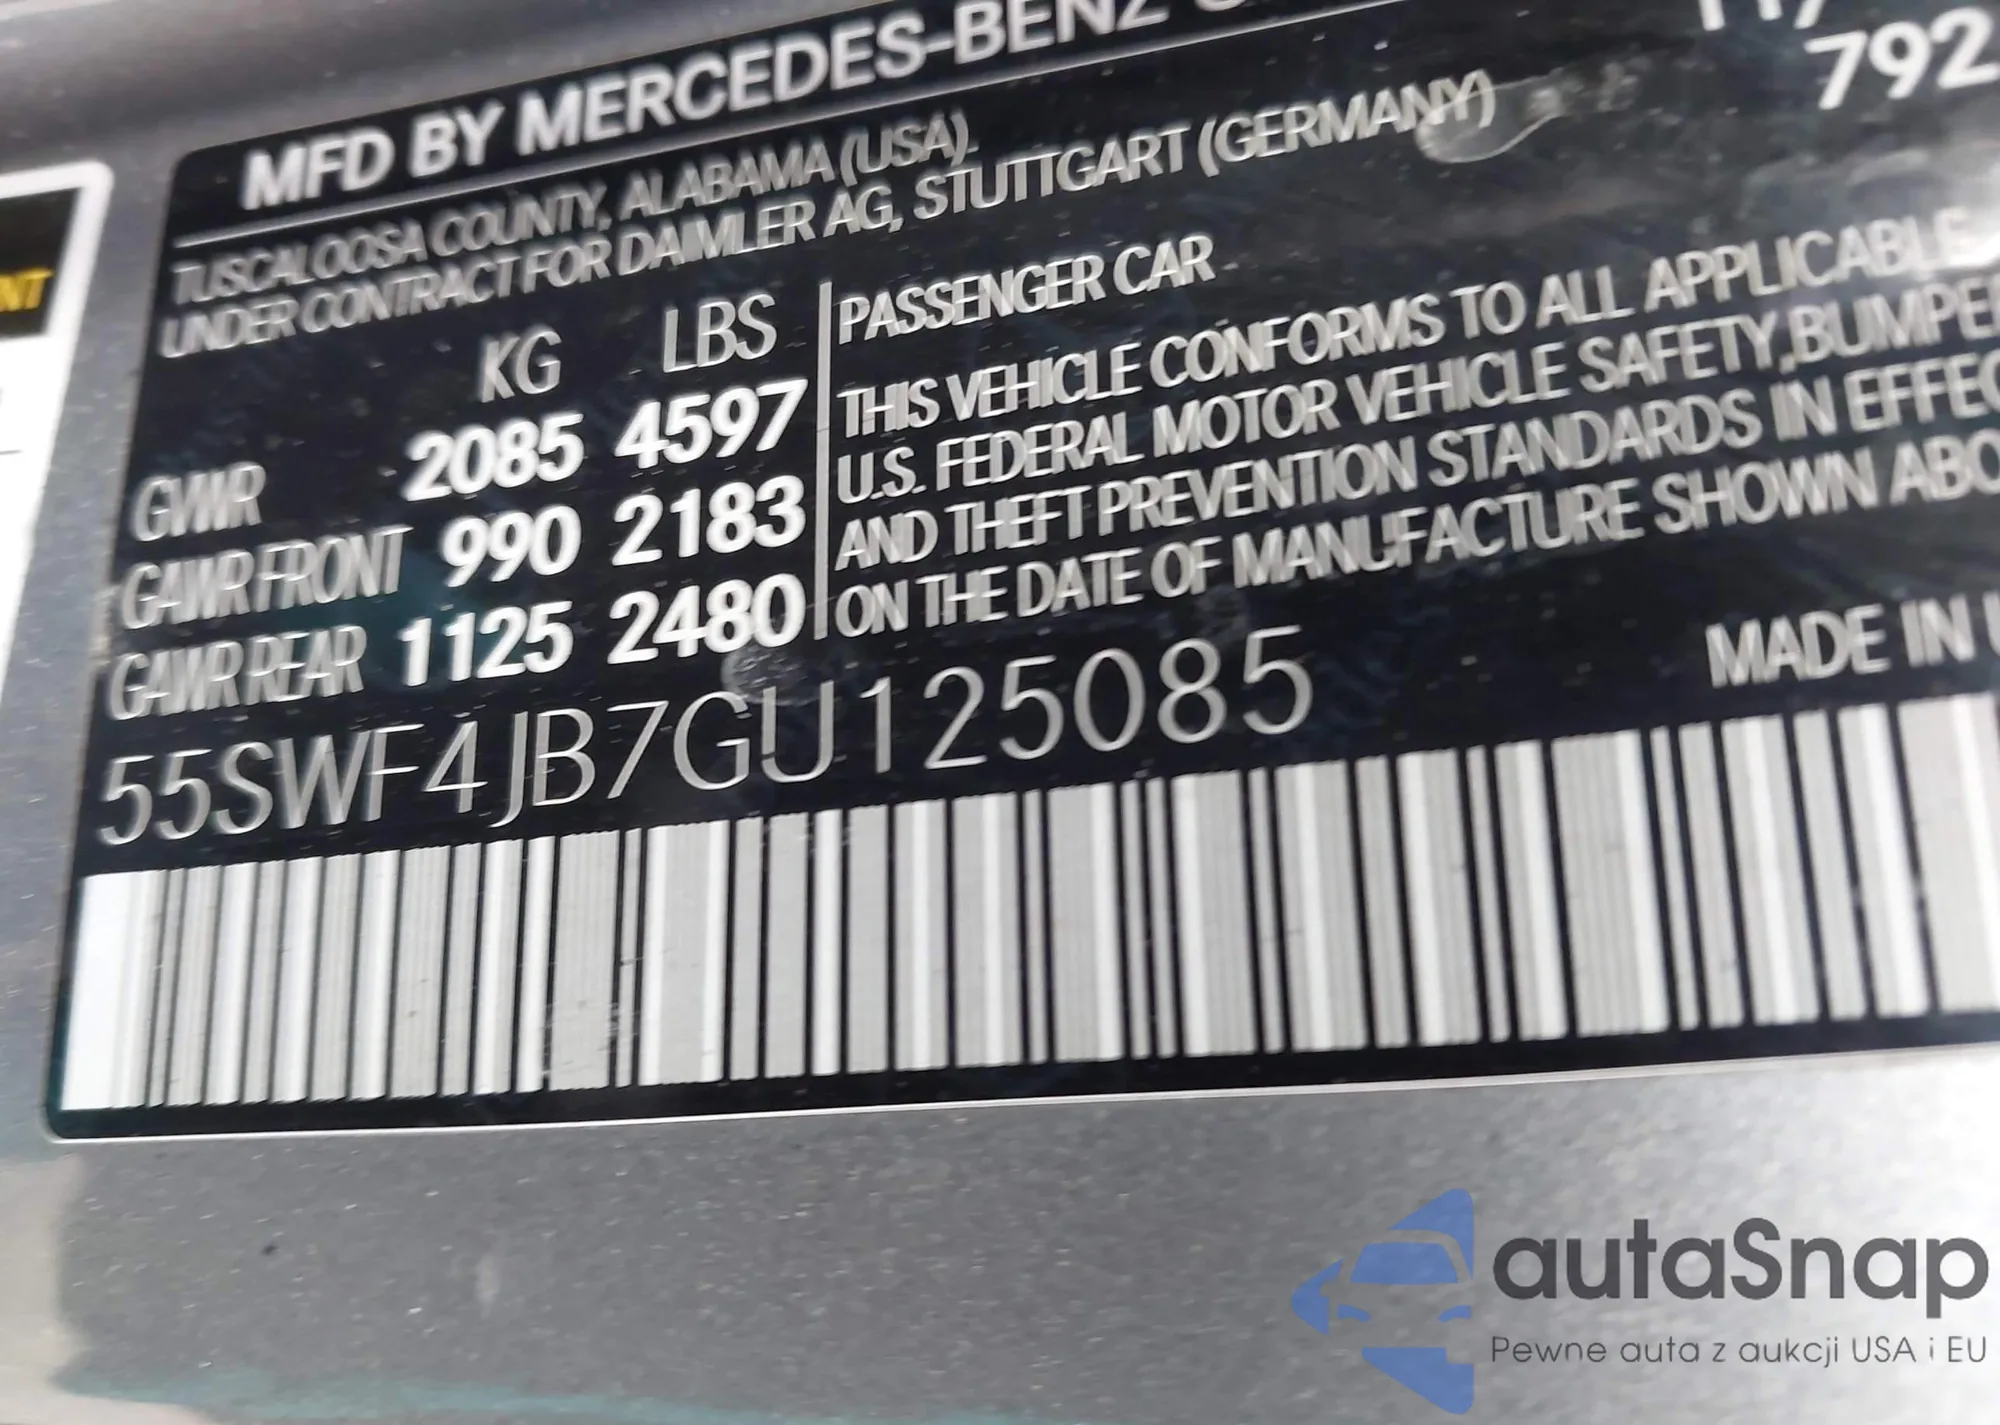 MFD BY MERCEDES-BENZ
792
TUSCALOOSA COUNTY, ALABAMA (USA)
UNDER CONTRACT FOR DAIMLER AG, STUTTGART (GERMANY)
KG LBS
GVWR 2085 4597
GAWR FRONT 990 2183
GAWR REAR 1125 2480
PASSENGER CAR
THIS VEHICLE CONFORMS TO ALL APPLICABLE
U.S. FEDERAL MOTOR VEHICLE SAFETY, BUMPER
AND THEFT PREVENTION STANDARDS IN EFFEC
ON THE DATE OF MANUFACTURE SHOWN ABO
MADE IN
55SWF4JB7GU125085
NT
autaSnap
Pewne auta z aukcji USA i EU